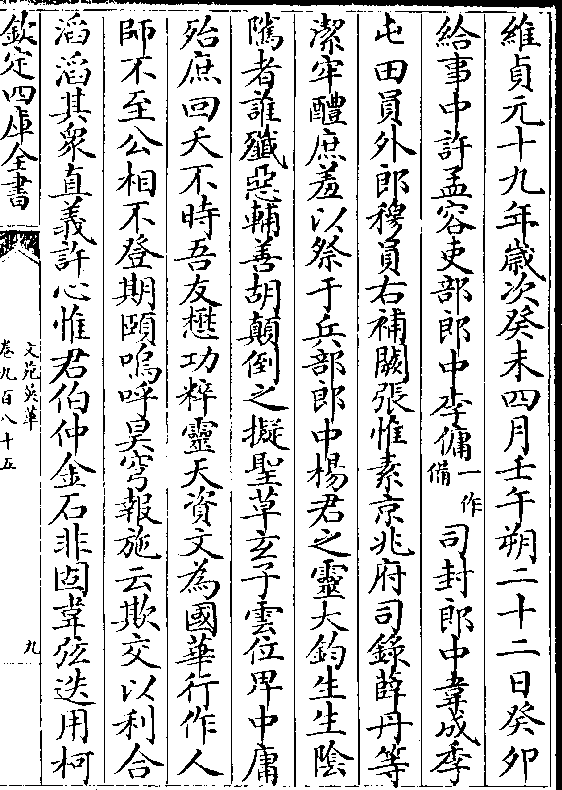 維貞元十九年歲次癸未四月壬午朔二十二日癸卯
給事中許孟容吏部郎中李傭一作備司封郎中韋成季
屯田員外郎穆員右補闕張惟素京兆府司錄薛丹等
潔牢醴庶羞以祭于兵部郎中楊君之靈大鈞生生陰
隲者誰殲惡輔善胡顛倒之擬聖草玄子雲位畀中庸
殆庶回夭不時吾友懋功粹靈天資文為國華行作人
師不至公相不登期頤嗚呼昊穹報施云欺交以利合
滔滔其衆直義許心惟君伯仲金石非固韋弦迭用柯
欽定四庫全書
文苑英華
卷九百八十五
九